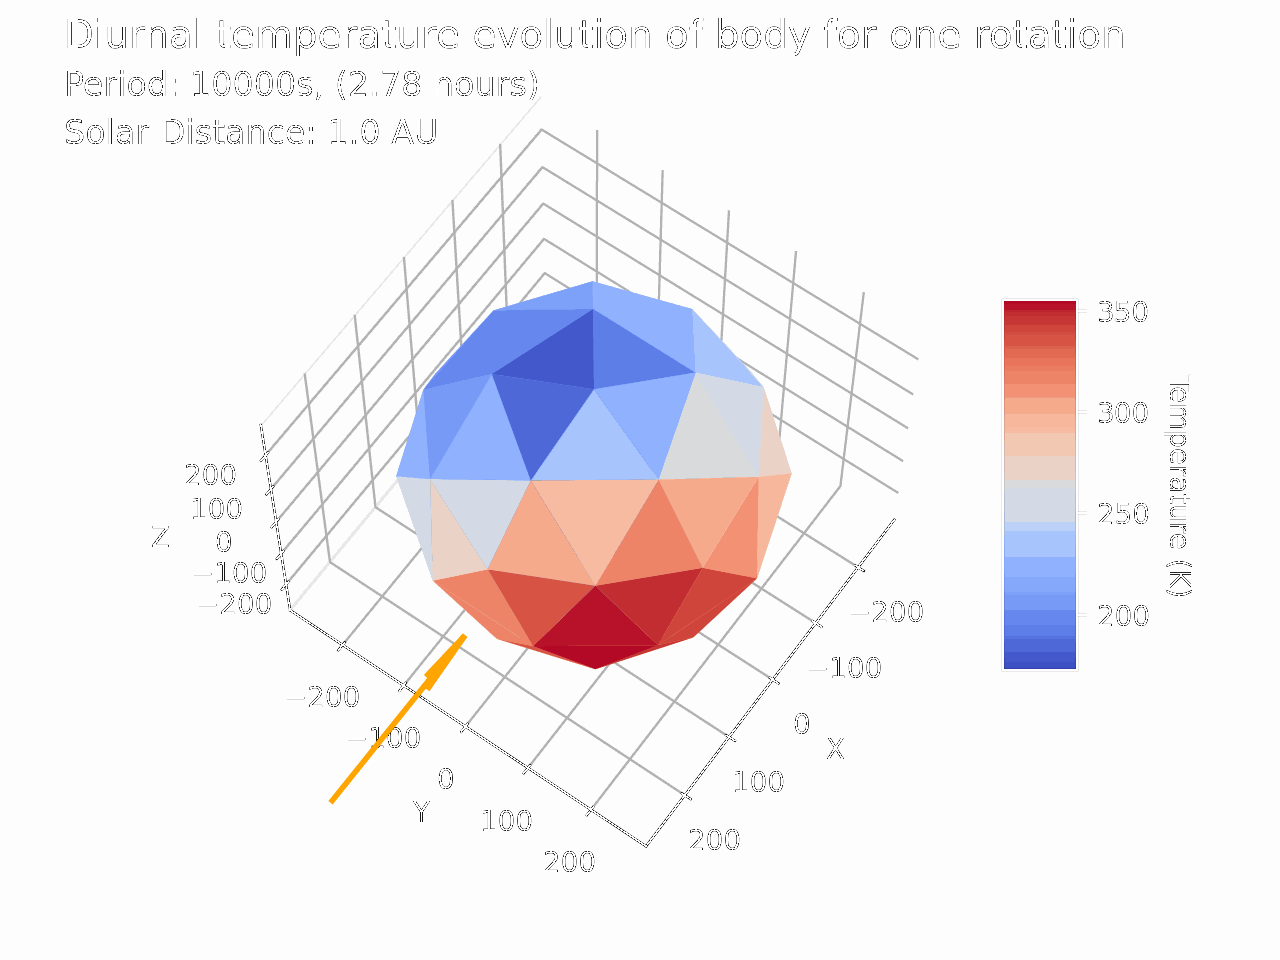 Diurnal temperature evolution of body for one rotation
Period: 10000s, (2.78 hours)
Solar Distance: 1.0 AU
350
300
250
200
Temperature (K)
200
100
0
−100
−200
Z
−200
−100
0
100
200
Y
−200
−100
0
100
200
X